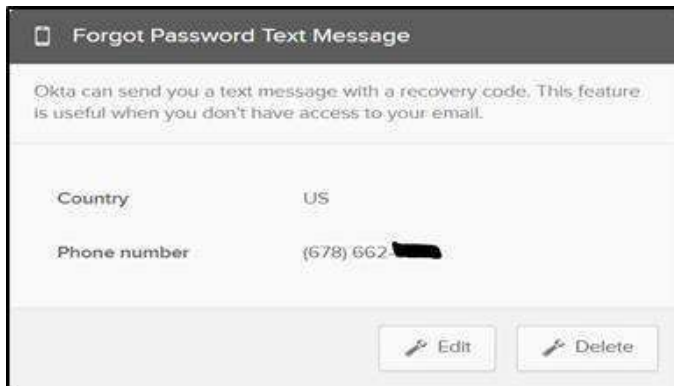 Forgot Password Text Message
Okta can send you a text message with a recovery code. This feature
is useful when you don't have access to your email.
Country US
Phone number (678) 662-
Edit Delete